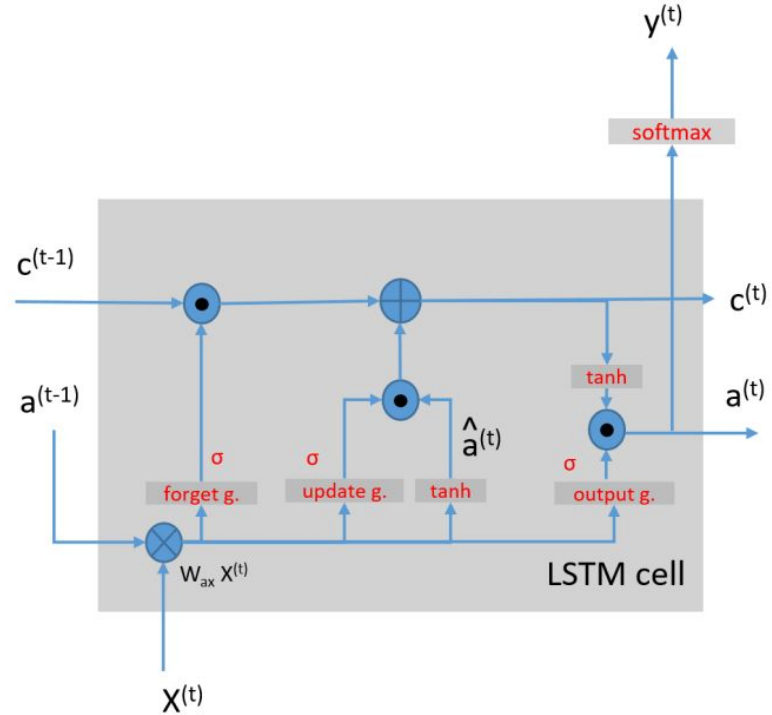 y(t)
softmax
c(t-1)
c(t)
tanh
a(t-1)
a(t)
â(t)
σ
σ
σ
forget g.
update g.
tanh
output g.
Wax X(t)
LSTM cell
X(t)